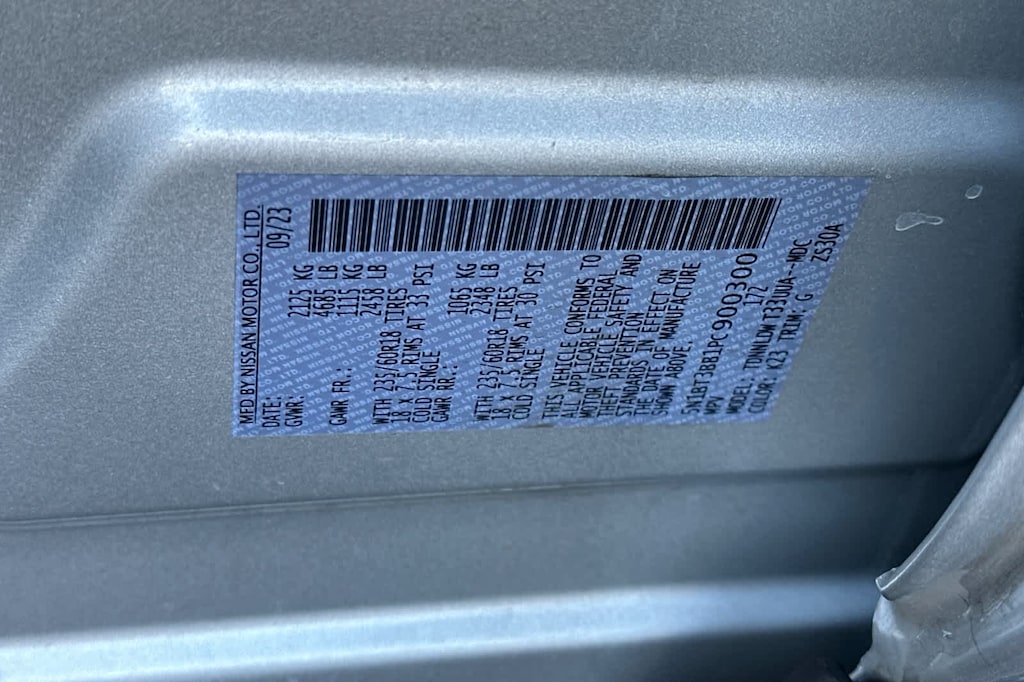 MFD BY NISSAN MOTOR CO., LTD.
DATE: 09/23
GVWR: 2125 KG
4685 LB
GAWR FR.: 1115 KG
2458 LB
WITH 235/60R18 TIRES
18 X 7.5 RIMS AT 33 PSI
COLD SINGLE
GAWR RR.: 1065 KG
2348 LB
WITH 235/60R18 TIRES
18 X 7.5 RIMS AT 30 PSI
COLD SINGLE
THIS VEHICLE CONFORMS TO
ALL APPLICABLE FEDERAL
MOTOR VEHICLE SAFETY AND
THEFT PREVENTION
STANDARDS IN EFFECT ON
THE DATE OF MANUFACTURE
SHOWN ABOVE.
5N1BT3BB1PC900300
MPV 172
MODEL: TDNNLDW T33UUA--MDC
COLOR: K23 TRIM: G ZS30A